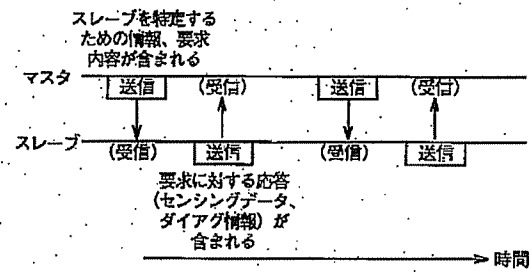 スレーブを特定する
ための情報、要求
内容が含まれる
マスタ
送信
(受信)
送信
(受信)
スレーブ
(受信)
送信
(受信)
送信
要求に対する応答
(センシングデータ、
ダイアグ情報)が
含まれる
時間